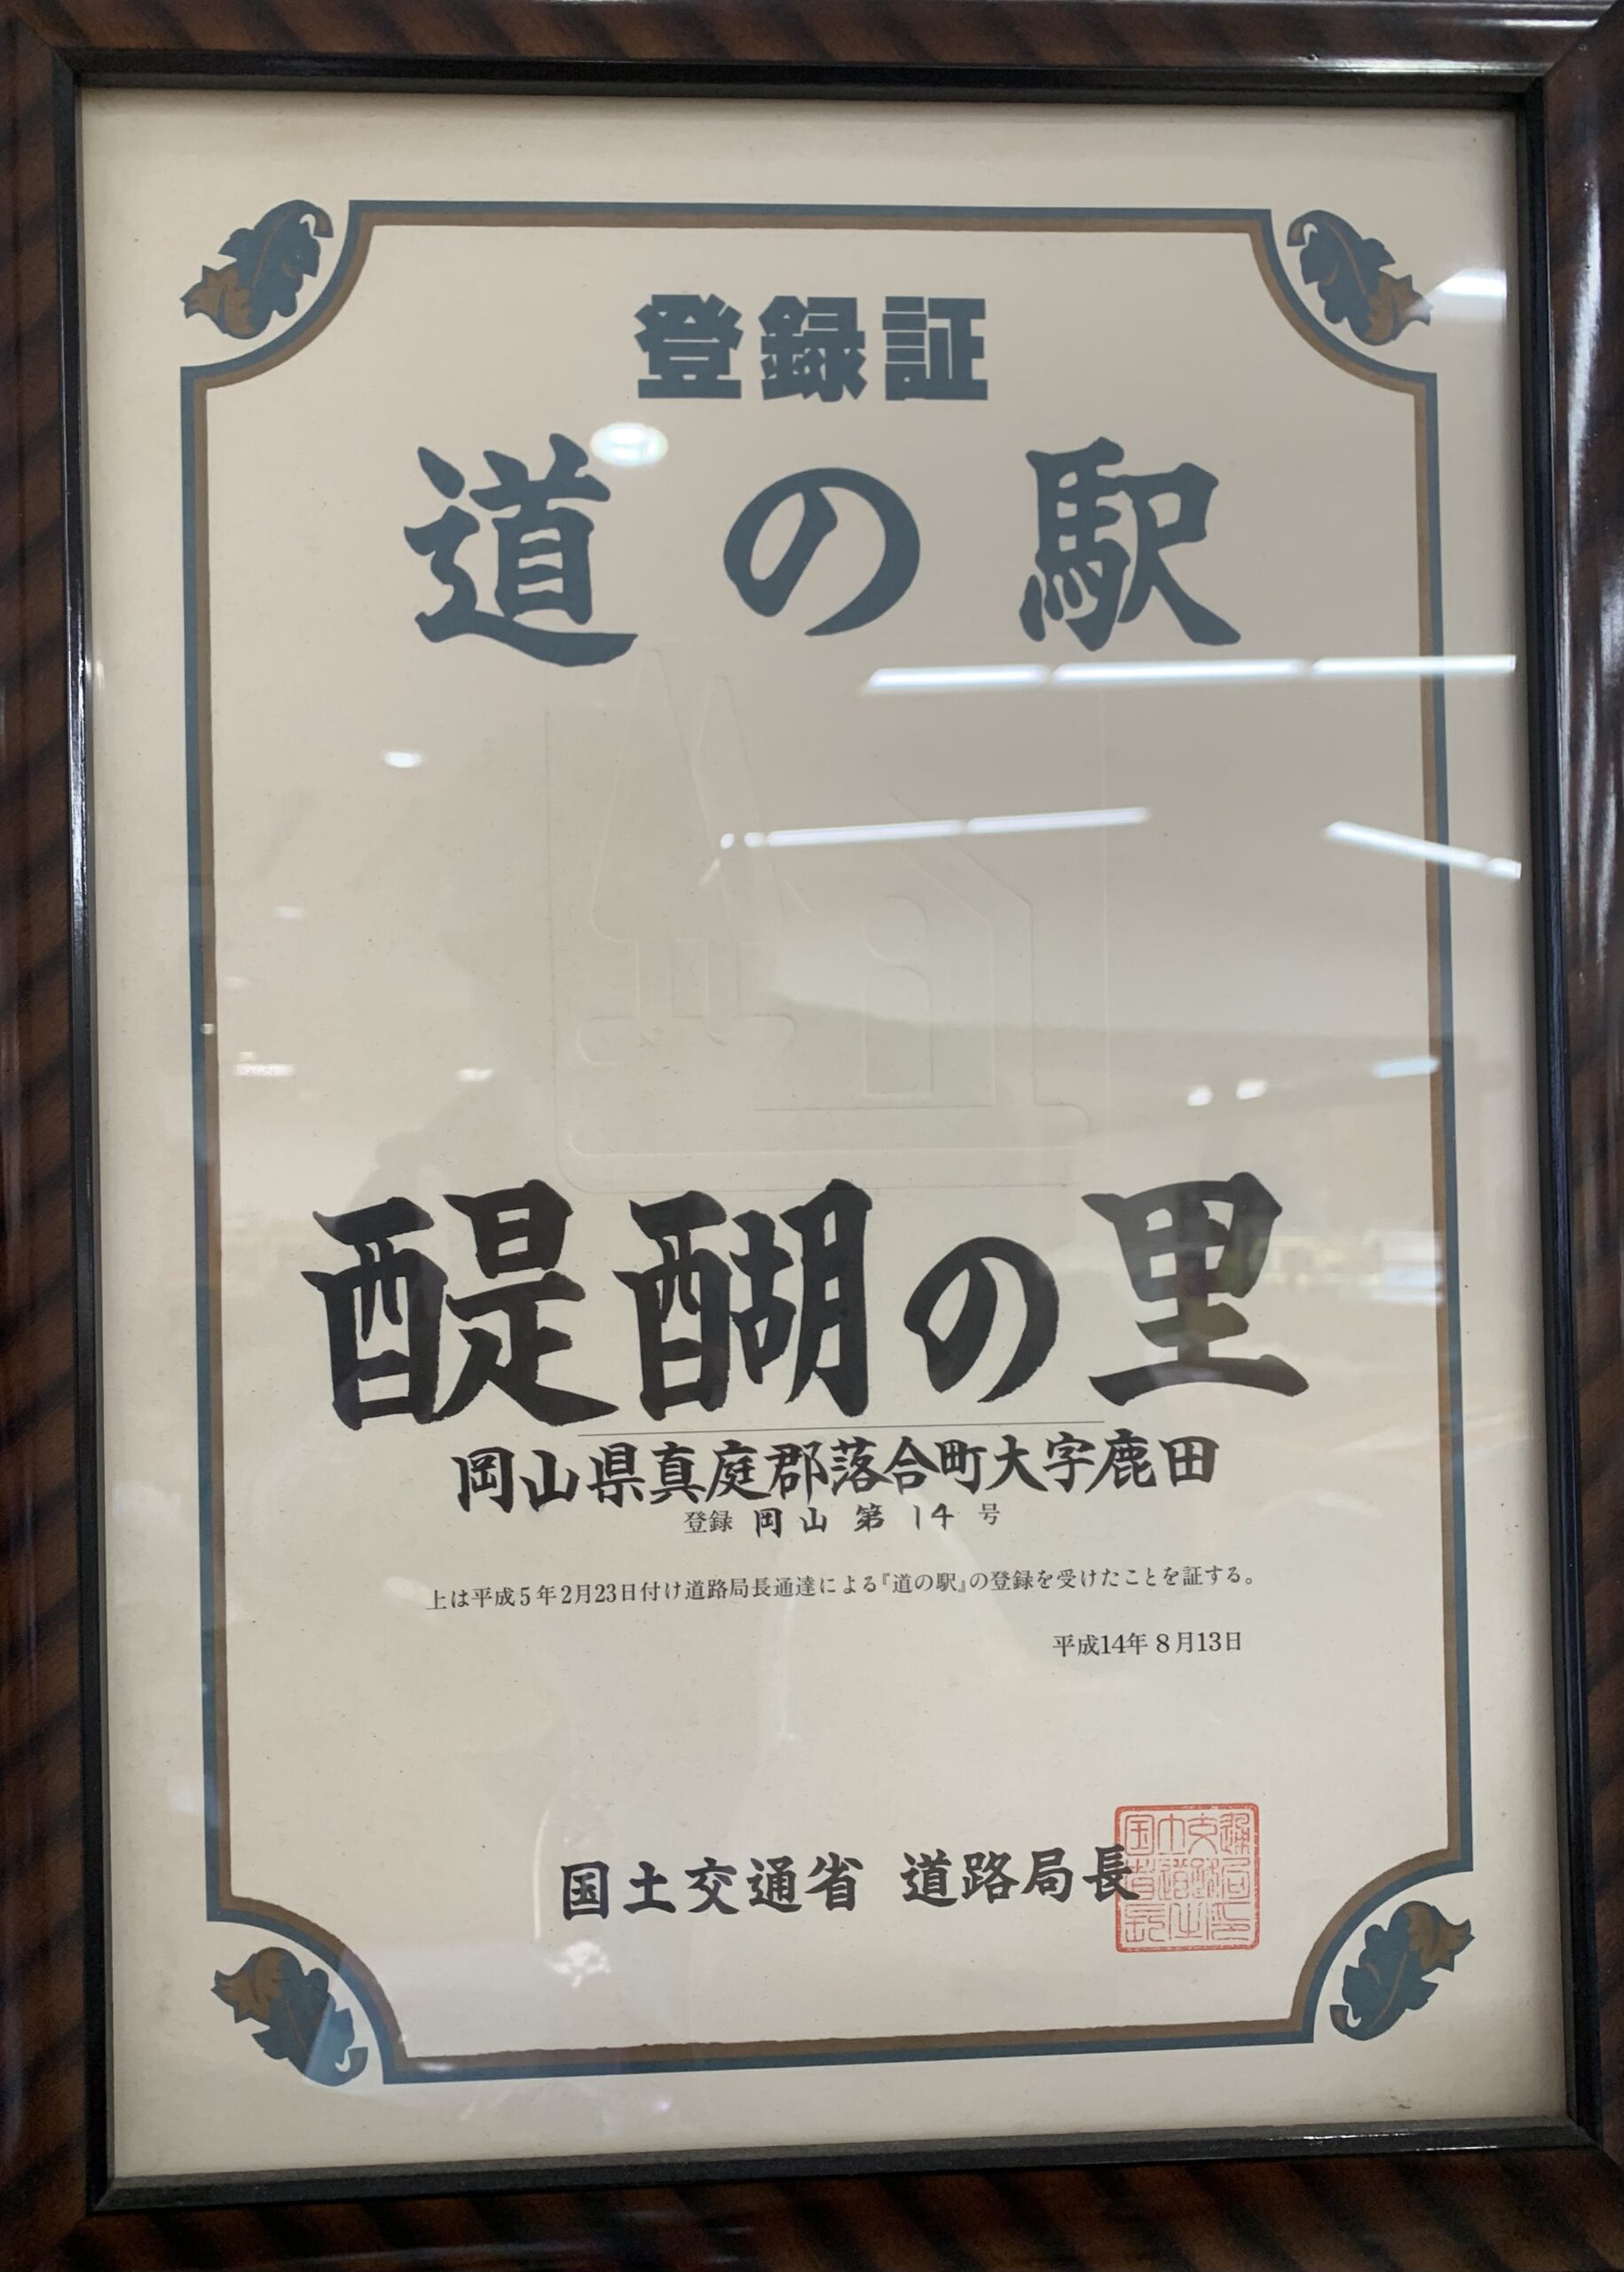 登録証
道の駅
醍醐の里
岡山県真庭郡落合町大字鹿田
登録 岡山 第 14 号
上は平成5年2月23日付け道路局長通達による『道の駅』の登録を受けたことを証する。
平成14年8月13日
国土交通省 道路局長